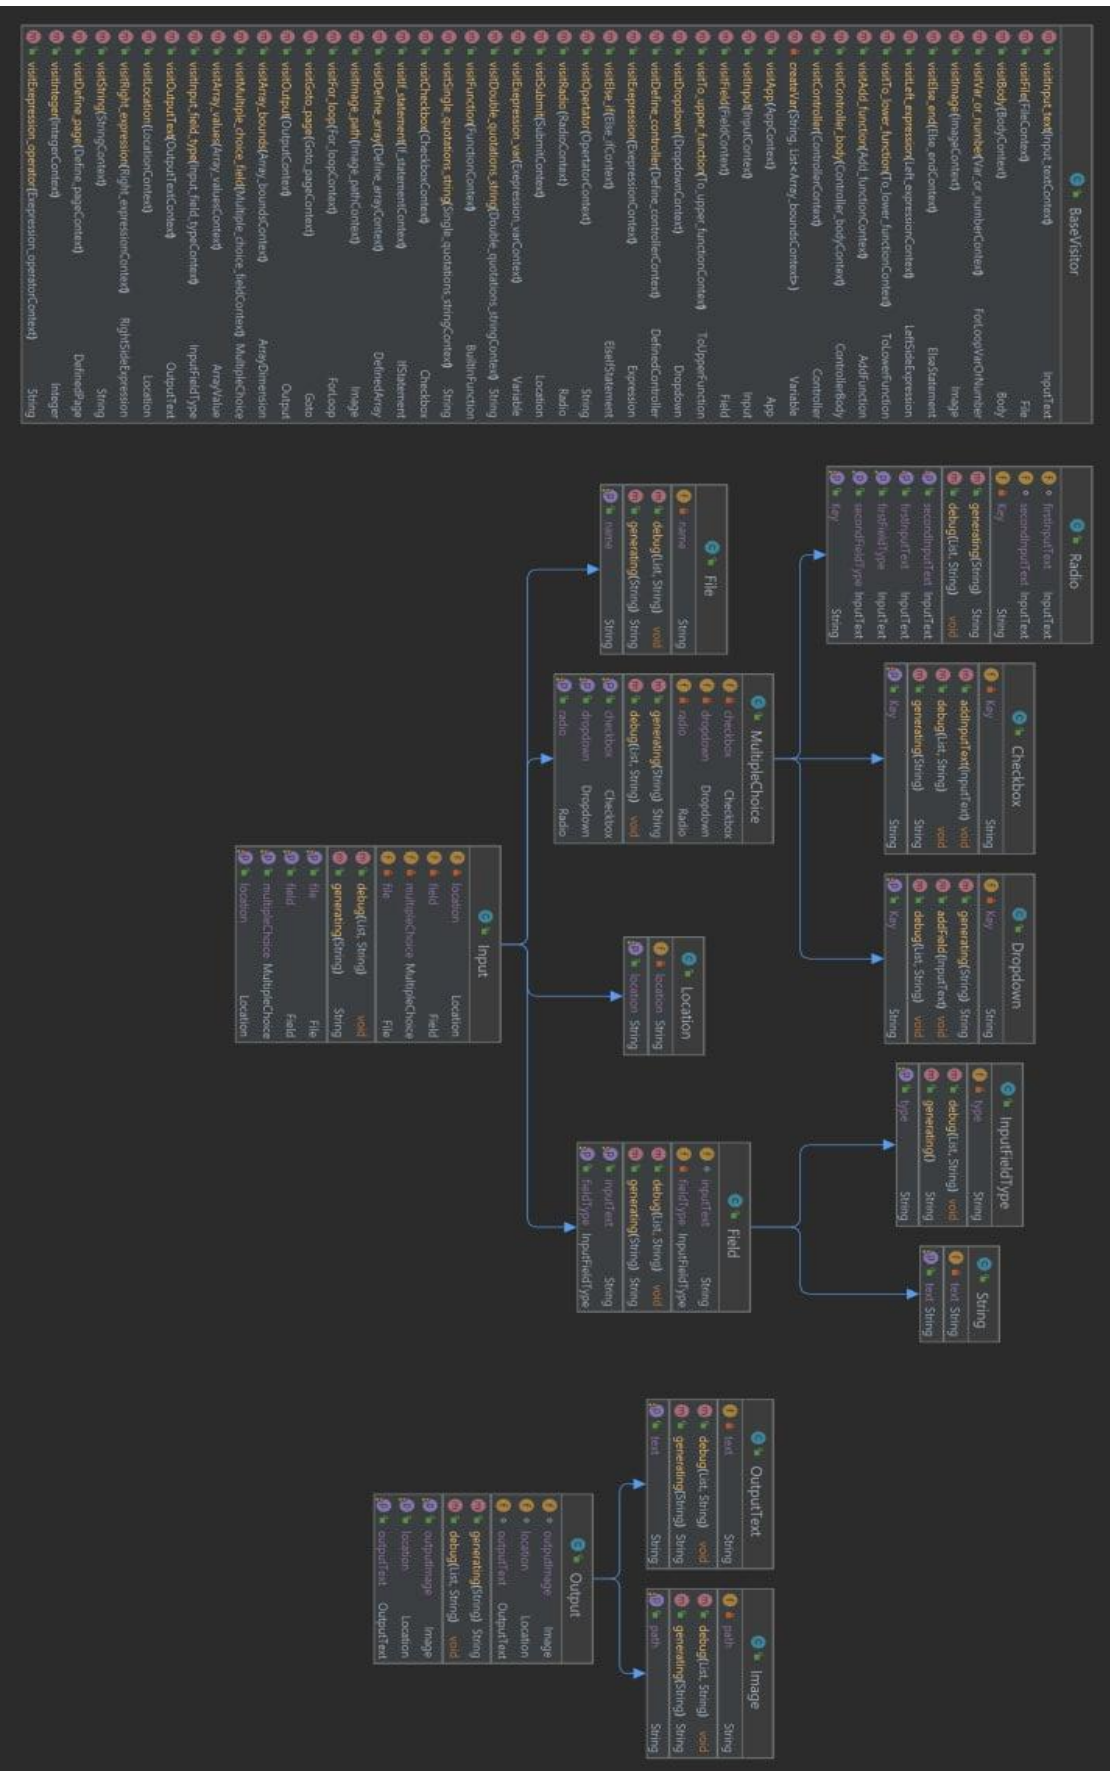 BaseVisitor
visitInput_text(Input_textContext) InputText
visitFile(FileContext) File
visitBody(BodyContext) Body
visitVar_or_number(Var_or_numberContext) ForLoopVarOrNumber
visitImage(ImageContext) Image
visitElse_end(Else_endContext) ElseStatement
visitLeft_expression(Left_expressionContext) LeftSideExpression
visitTo_lower_function(To_lower_functionContext) ToLowerFunction
visitAdd_function(Add_functionContext) AddFunction
visitController_body(Controller_bodyContext) ControllerBody
visitController(ControllerContext) Controller
createVar(String, List<Array_boundsContext>) Variable
visitApp(AppContext) App
visitInput(InputContext) Input
visitField(FieldContext) Field
visitTo_upper_function(To_upper_functionContext) ToUpperFunction
visitDropdown(DropdownContext) Dropdown
visitDefine_controller(Define_controllerContext) DefinedController
visitExepression(ExepressionContext) Expression
visitElse_if(Else_ifContext) ElseIfStatement
visitOpertator(OpertatorContext) String
visitRadio(RadioContext) Radio
visitSubmit(SubmitContext) Location
visitExepression_var(Exepression_varContext) Variable
visitDouble_quotations_string(Double_quotations_stringContext) String
visitFunction(FunctionContext) BuiltInFunction
visitSingle_quotations_string(Single_quotations_stringContext) String
visitCheckbox(CheckboxContext) Checkbox
visitIf_statement(If_statementContext) IfStatement
visitDefine_array(Define_arrayContext) DefinedArray
visitImage_path(Image_pathContext) Image
visitFor_loop(For_loopContext) ForLoop
visitGoto_page(Goto_pageContext) Goto
visitOutput(OutputContext) Output
visitArray_bounds(Array_boundsContext) ArrayDimension
visitMultiple_choice_field(Multiple_choice_fieldContext) MultipleChoice
visitArray_values(Array_valuesContext) ArrayValue
visitInput_field_type(Input_field_typeContext) InputFieldType
visitOutputText(OutputTextContext) OutputText
visitLocation(LocationContext) Location
visitRight_expression(Right_expressionContext) RightSideExpression
visitString(StringContext) String
visitDefine_page(Define_pageContext) DefinedPage
visitInteger(IntegerContext) Integer
visitExepression_operator(Exepression_operatorContext) String
Radio
firstInputText InputText
secondInputText InputText
Key String
generating(String) String
debug(List, String) void
secondInputText InputText
firstInputText InputText
firstFieldType InputText
secondFieldType InputText
Key String
Checkbox
Key String
addInputText(InputText) void
debug(List, String) void
generating(String) String
Key String
Dropdown
Key String
generating(String) String
addField(InputText) void
debug(List, String) void
Key String
InputFieldType
type String
debug(List, String) void
generating() String
type String
String
text String
text String
File
name String
debug(List, String) void
generating(String) String
name String
MultipleChoice
checkbox Checkbox
dropdown Dropdown
radio Radio
generating(String) String
debug(List, String) void
checkbox Checkbox
dropdown Dropdown
radio Radio
Location
location String
location String
Field
inputText String
fieldType InputFieldType
debug(List, String) void
generating(String) String
inputText String
fieldType InputFieldType
OutputText
text String
debug(List, String) void
generating(String) String
text String
Image
path String
debug(List, String) void
generating(String) String
path String
Input
location Location
field Field
multipleChoice MultipleChoice
file File
debug(List, String) void
generating(String) String
file File
field Field
multipleChoice MultipleChoice
location Location
Output
outputImage Image
location Location
outputText OutputText
generating(String) String
debug(List, String) void
outputImage Image
location Location
outputText OutputText